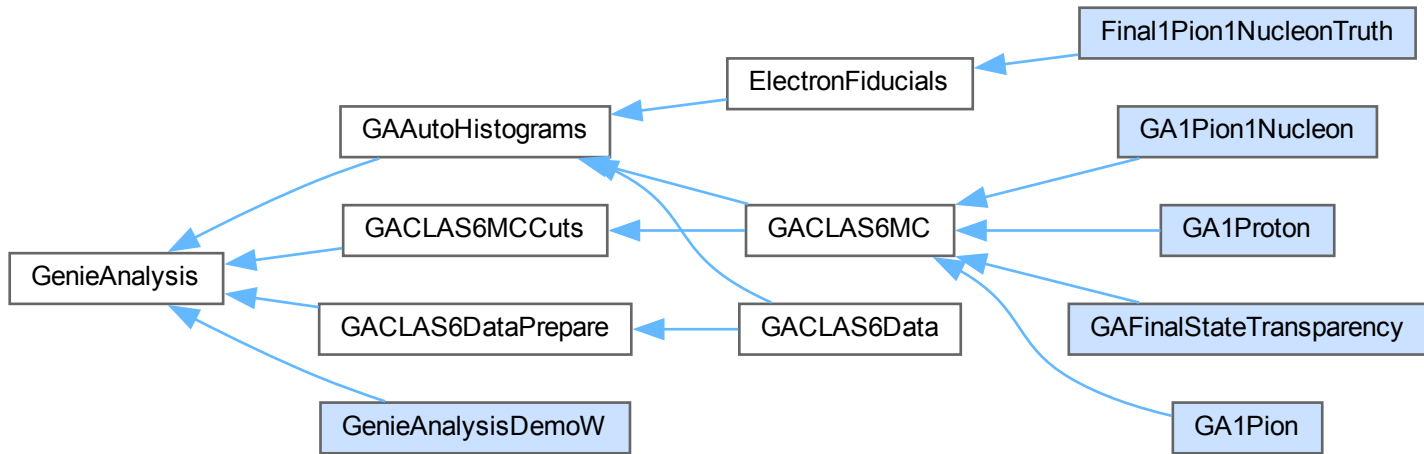 Final1Pion1NucleonTruth
ElectronFiducials
GAAutoHistograms
GA1Pion1Nucleon
GACLAS6MCCuts
GACLAS6MC
GA1Proton
GenieAnalysis
GACLAS6DataPrepare
GACLAS6Data
GAFinalStateTransparency
GenieAnalysisDemoW
GA1Pion